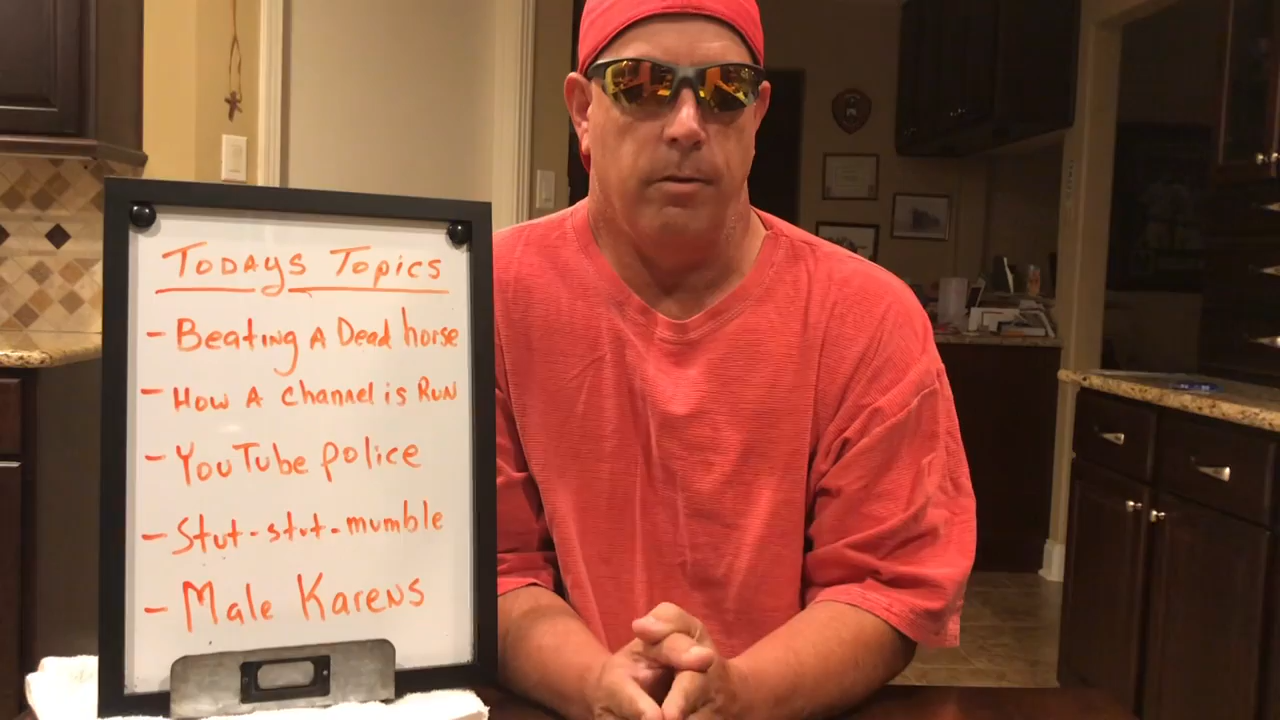 Todays Topics
- Beating A Dead horse
- How A channel is Run
- YouTube police
- Stut-stut-mumble
- Male Karens